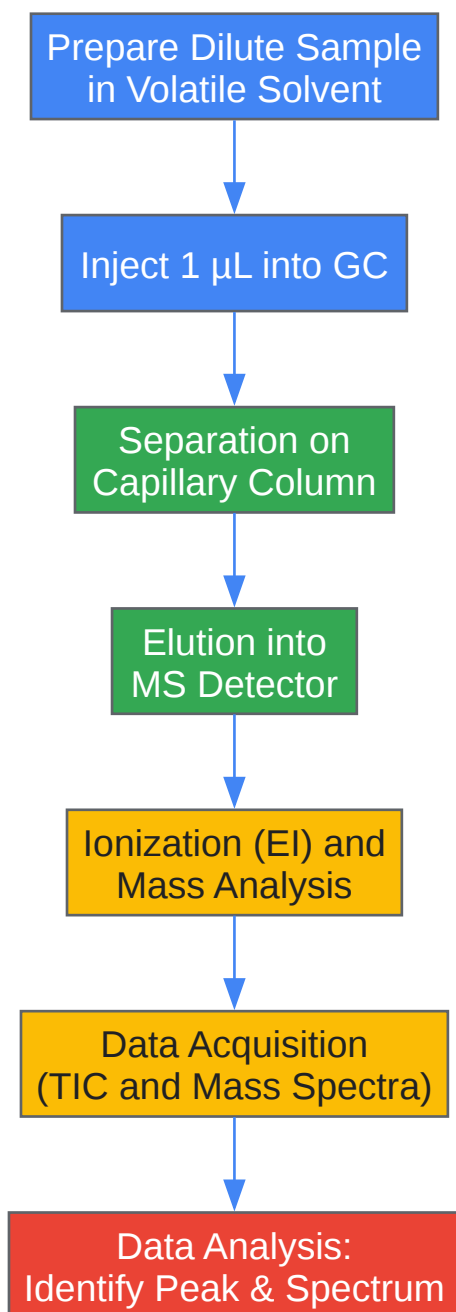 Prepare Dilute Sample
in Volatile Solvent
Inject 1 µL into GC
Separation on
Capillary Column
Elution into
MS Detector
Ionization (EI) and
Mass Analysis
Data Acquisition
(TIC and Mass Spectra)
Data Analysis:
Identify Peak & Spectrum